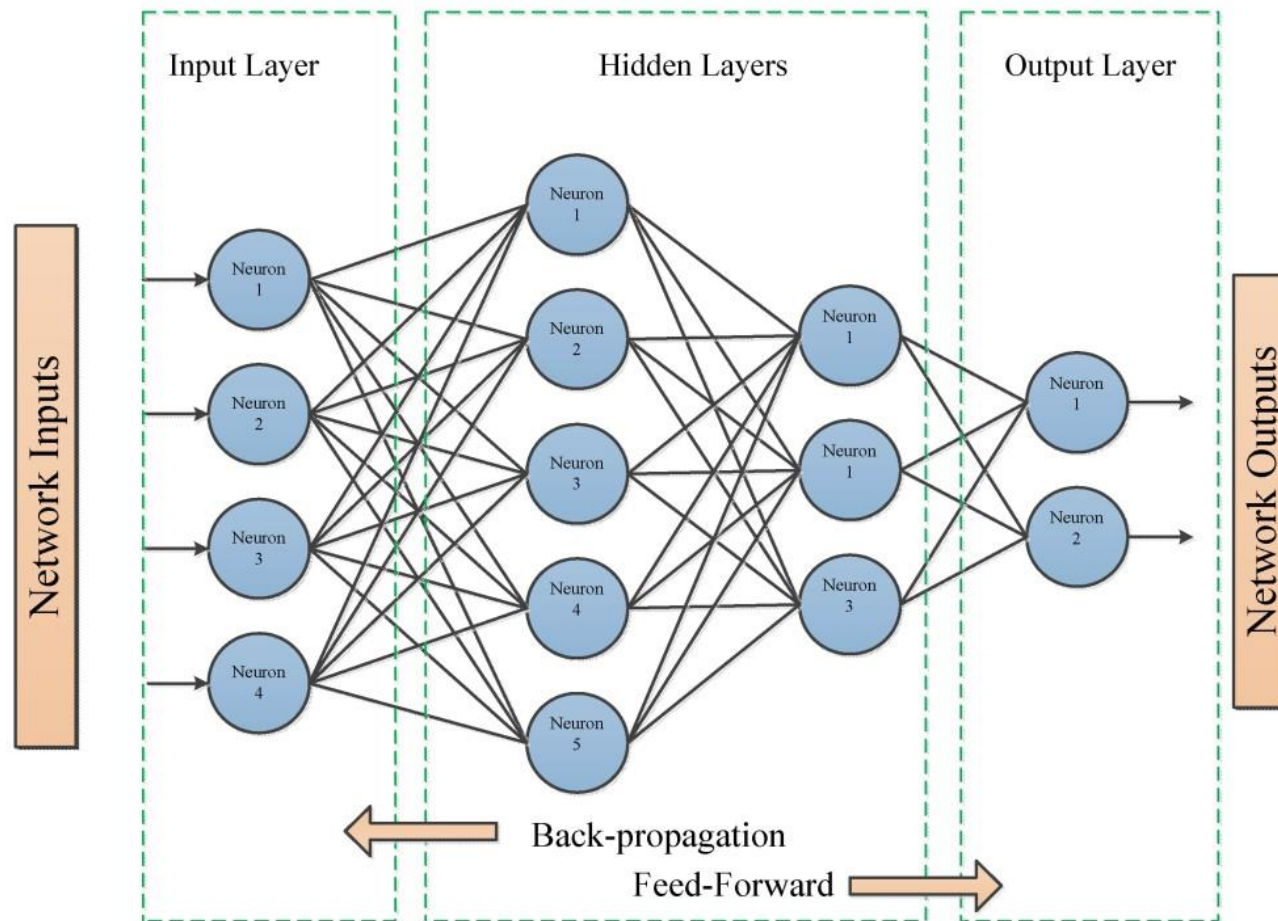 Input Layer
Hidden Layers
Output Layer
Network Inputs
Neuron
1
Neuron
2
Neuron
3
Neuron
4
Neuron
1
Neuron
2
Neuron
3
Neuron
4
Neuron
5
Neuron
1
Neuron
1
Neuron
3
Neuron
1
Neuron
2
Network Outputs
Back-propagation
Feed-Forward